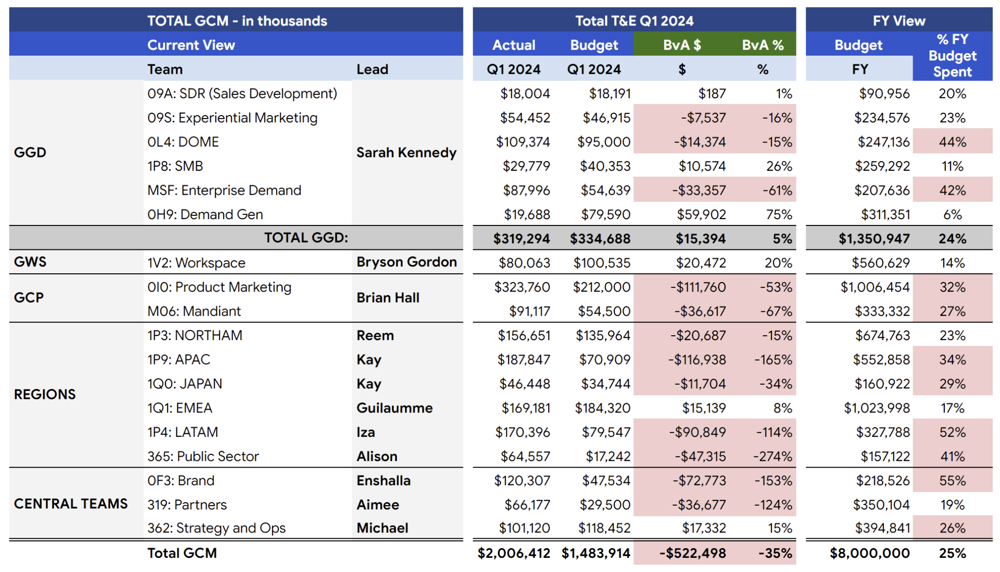 TOTAL GCM - in thousands Total T&E Q1 2024 FY View
Current View Actual Budget BvA $ BvA % Budget % FY Budget Spent
Team Lead Q1 2024 Q1 2024 $ % FY
GGD Sarah Kennedy
09A: SDR (Sales Development) $18,004 $18,191 $187 1% $90,956 20%
09S: Experiential Marketing $54,452 $46,915 -$7,537 -16% $234,576 23%
0L4: DOME $109,374 $95,000 -$14,374 -15% $247,136 44%
1P8: SMB $29,779 $40,353 $10,574 26% $259,292 11%
MSF: Enterprise Demand $87,996 $54,639 -$33,357 -61% $207,636 42%
0H9: Demand Gen $19,688 $79,590 $59,902 75% $311,351 6%
TOTAL GGD: $319,294 $334,688 $15,394 5% $1,350,947 24%
GWS 1V2: Workspace Bryson Gordon $80,063 $100,535 $20,472 20% $560,629 14%
GCP Brian Hall
0I0: Product Marketing $323,760 $212,000 -$111,760 -53% $1,006,454 32%
M06: Mandiant $91,117 $54,500 -$36,617 -67% $333,332 27%
REGIONS
1P3: NORTHAM Reem $156,651 $135,964 -$20,687 -15% $674,763 23%
1P9: APAC Kay $187,847 $70,909 -$116,938 -165% $552,858 34%
1Q0: JAPAN Kay $46,448 $34,744 -$11,704 -34% $160,922 29%
1Q1: EMEA Guilaumme $169,181 $184,320 $15,139 8% $1,023,998 17%
1P4: LATAM Iza $170,396 $79,547 -$90,849 -114% $327,788 52%
365: Public Sector Alison $64,557 $17,242 -$47,315 -274% $157,122 41%
CENTRAL TEAMS
0F3: Brand Enshalla $120,307 $47,534 -$72,773 -153% $218,526 55%
319: Partners Aimee $66,177 $29,500 -$36,677 -124% $350,104 19%
362: Strategy and Ops Michael $101,120 $118,452 $17,332 15% $394,841 26%
Total GCM $2,006,412 $1,483,914 -$522,498 -35% $8,000,000 25%